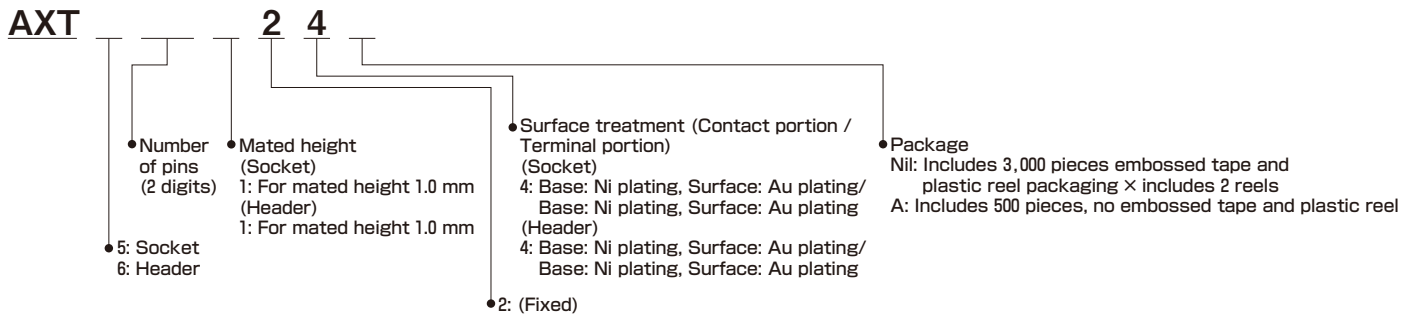 AXT 2 4
Number
of pins
(2 digits)
Mated height
(Socket)
1: For mated height 1.0 mm
(Header)
1: For mated height 1.0 mm
5: Socket
6: Header
2: (Fixed)
Surface treatment (Contact portion /
Terminal portion)
(Socket)
4: Base: Ni plating, Surface: Au plating/
Base: Ni plating, Surface: Au plating
(Header)
4: Base: Ni plating, Surface: Au plating/
Base: Ni plating, Surface: Au plating
Package
Nil: Includes 3,000 pieces embossed tape and
plastic reel packaging × includes 2 reels
A: Includes 500 pieces, no embossed tape and plastic reel